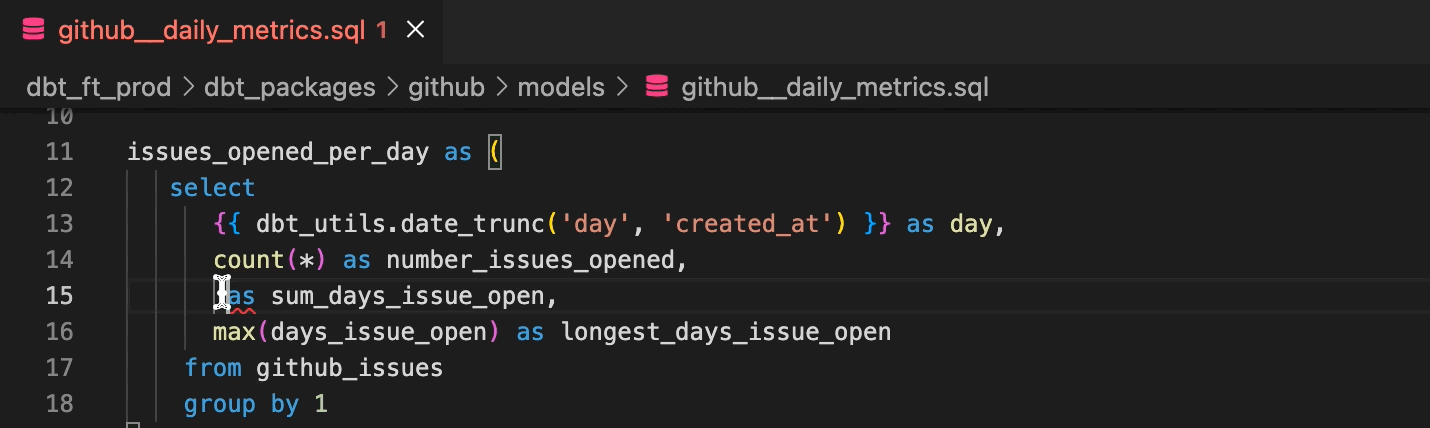 github__daily_metrics.sql 1
dbt_ft_prod > dbt_packages > github > models > github__daily_metrics.sql
10
11 issues_opened_per_day as (
12 select
13 {{ dbt_utils.date_trunc('day', 'created_at') }} as day,
14 count(*) as number_issues_opened,
15 as sum_days_issue_open,
16 max(days_issue_open) as longest_days_issue_open
17 from github_issues
18 group by 1